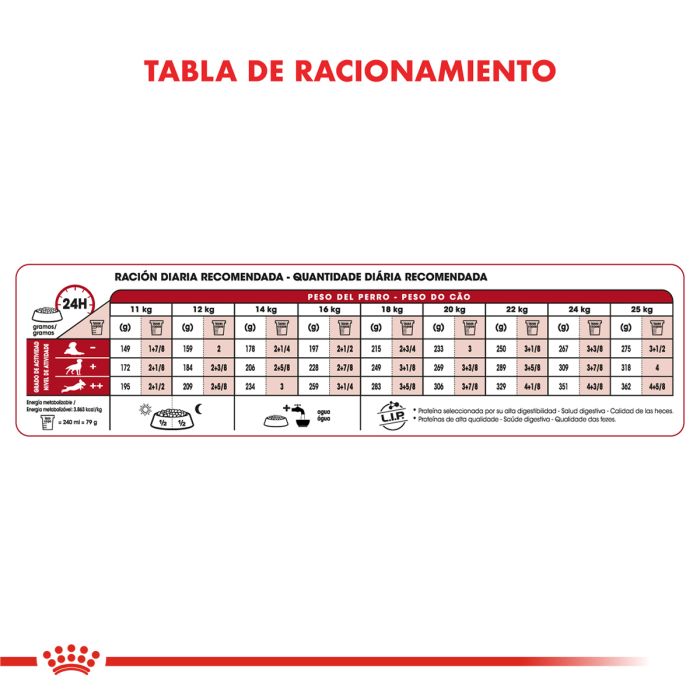 TABLA DE RACIONAMIENTO
RACIÓN DIARIA RECOMENDADA - QUANTIDADE DIÁRIA RECOMENDADA
24H
PESO DEL PERRO - PESO DO CÃO
11 kg 12 kg 14 kg 16 kg 18 kg 20 kg 22 kg 24 kg 25 kg
gramos/
gramas
(g) (g) (g) (g) (g) (g) (g) (g) (g)
GRADO DE ACTIVIDAD
NIVEL DE ATIVIDADE
- 149 1+7/8 159 2 178 2+1/4 197 2+1/2 215 2+3/4 233 3 250 3+1/8 267 3+3/8 275 3+1/2
+ 172 2+1/8 184 2+3/8 206 2+5/8 228 2+7/8 249 3+1/8 269 3+3/8 289 3+5/8 309 3+7/8 318 4
++ 195 2+1/2 209 2+5/8 234 3 259 3+1/4 283 3+5/8 306 3+7/8 329 4+1/8 351 4+3/8 362 4+5/8
Energía metabolizable /
Energia metabolizável: 3.863 kcal/kg
= 240 ml = 79 g
1/2 1/2
+
agua
água
L.I.P.
* Proteína seleccionada por su alta digestibilidad - Salud digestiva - Calidad de las heces.
* Proteínas de alta qualidade - Saúde digestiva - Qualidade das fezes.